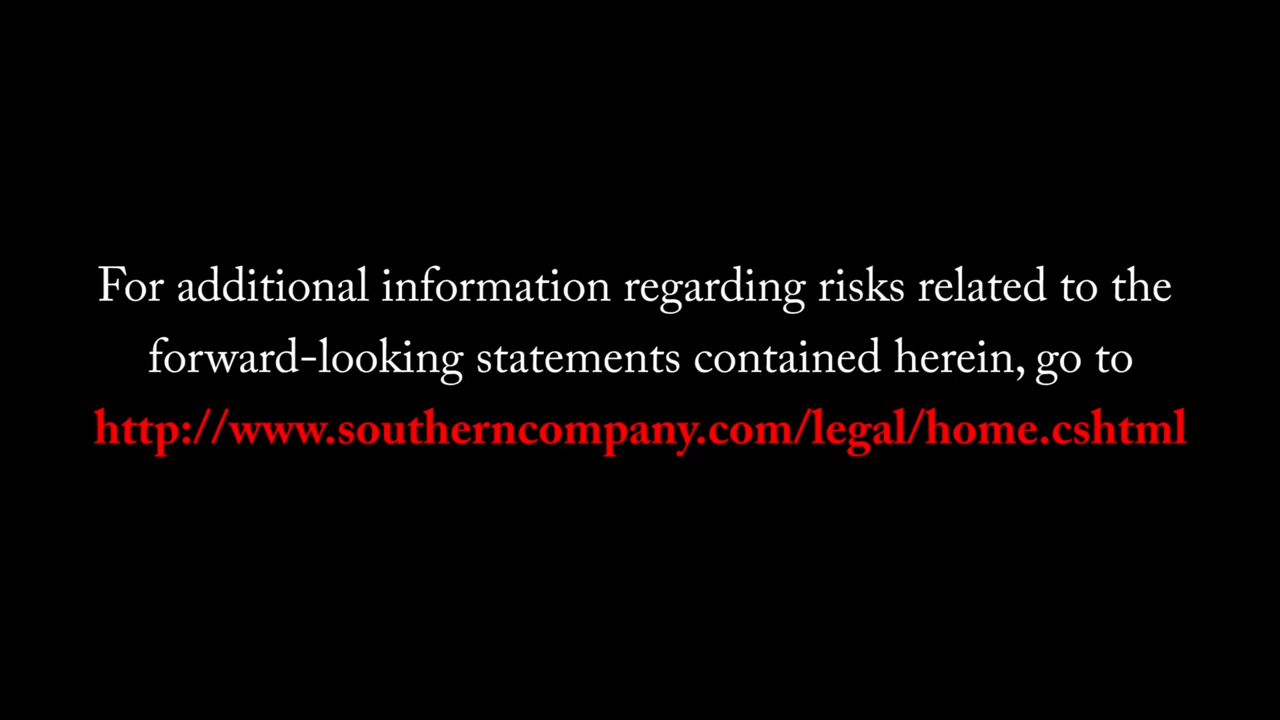 For additional information regarding risks related to the
forward-looking statements contained herein, go to
http://www.southerncompany.com/legal/home.cshtml